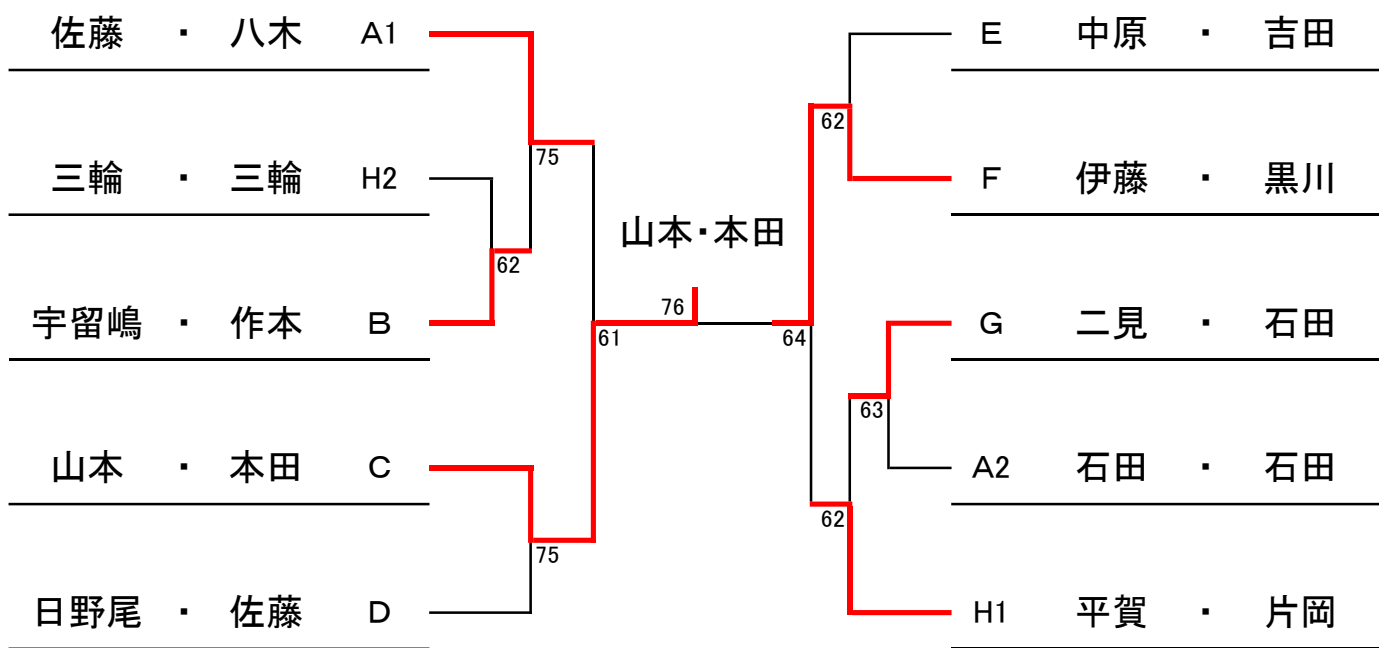 佐藤 ・ 八木 A1
三輪 ・ 三輪 H2
宇留嶋 ・ 作本 B
山本 ・ 本田 C
日野尾 ・ 佐藤 D
75
62
75
61
山本・本田
76
64
62
63
62
E 中原 ・ 吉田
F 伊藤 ・ 黒川
G 二見 ・ 石田
A2 石田 ・ 石田
H1 平賀 ・ 片岡